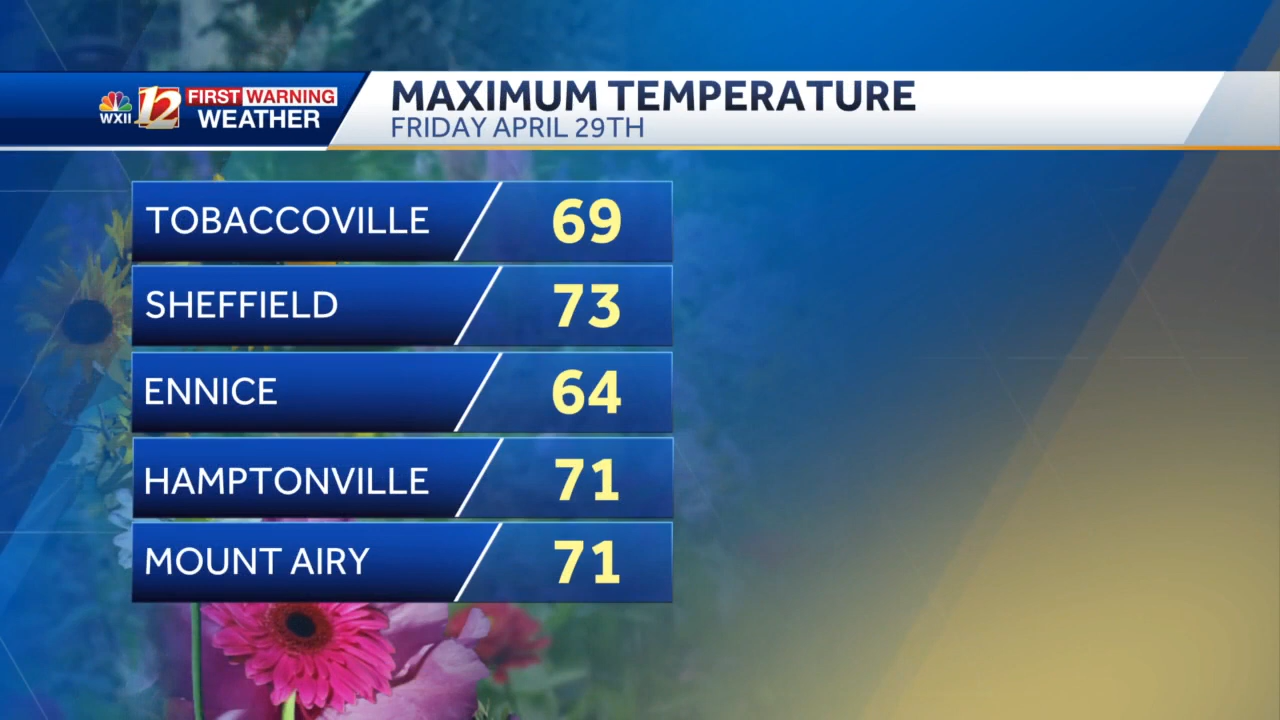 WXII 12 FIRST WARNING
WEATHER
MAXIMUM TEMPERATURE
FRIDAY APRIL 29TH
TOBACCOVILLE 69
SHEFFIELD 73
ENNICE 64
HAMPTONVILLE 71
MOUNT AIRY 71